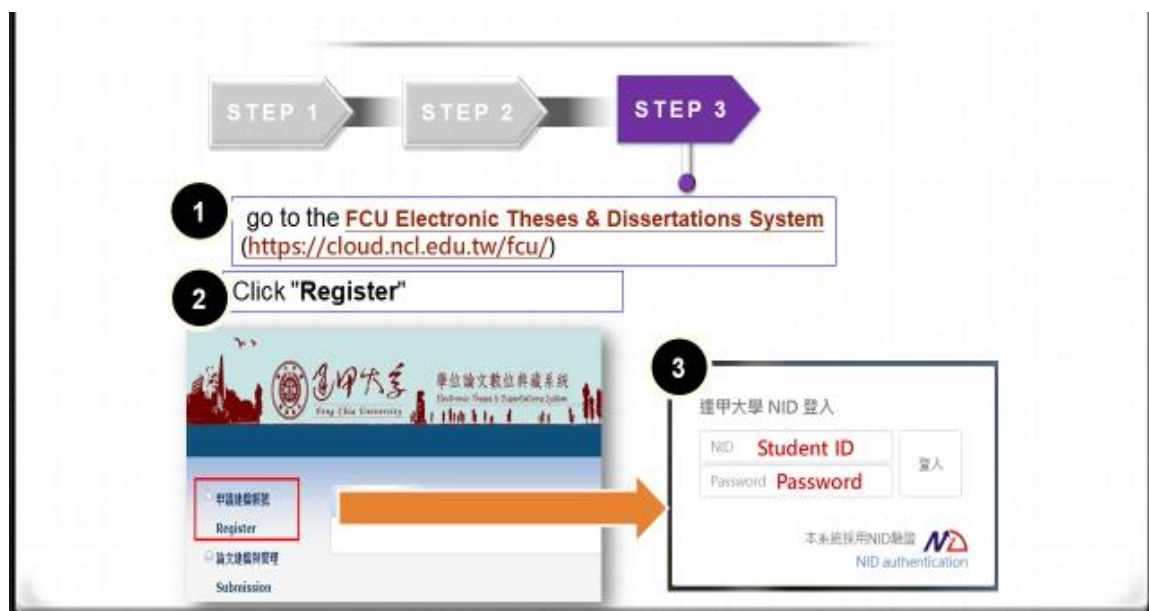 STEP 1
STEP 2
STEP 3
1
go to the FCU Electronic Theses & Dissertations System
(https://cloud.ncl.edu.tw/fcu/)
2
Click "Register"
逢甲大學
Feng Chia University
學位論文數位典藏系統
Electronic Theses & Dissertations System
申請建檔帳號
Register
論文建檔與管理
Submission
3
逢甲大學 NID 登入
NID Student ID
Password Password
登入
本系統採用NID驗證
NID authentication